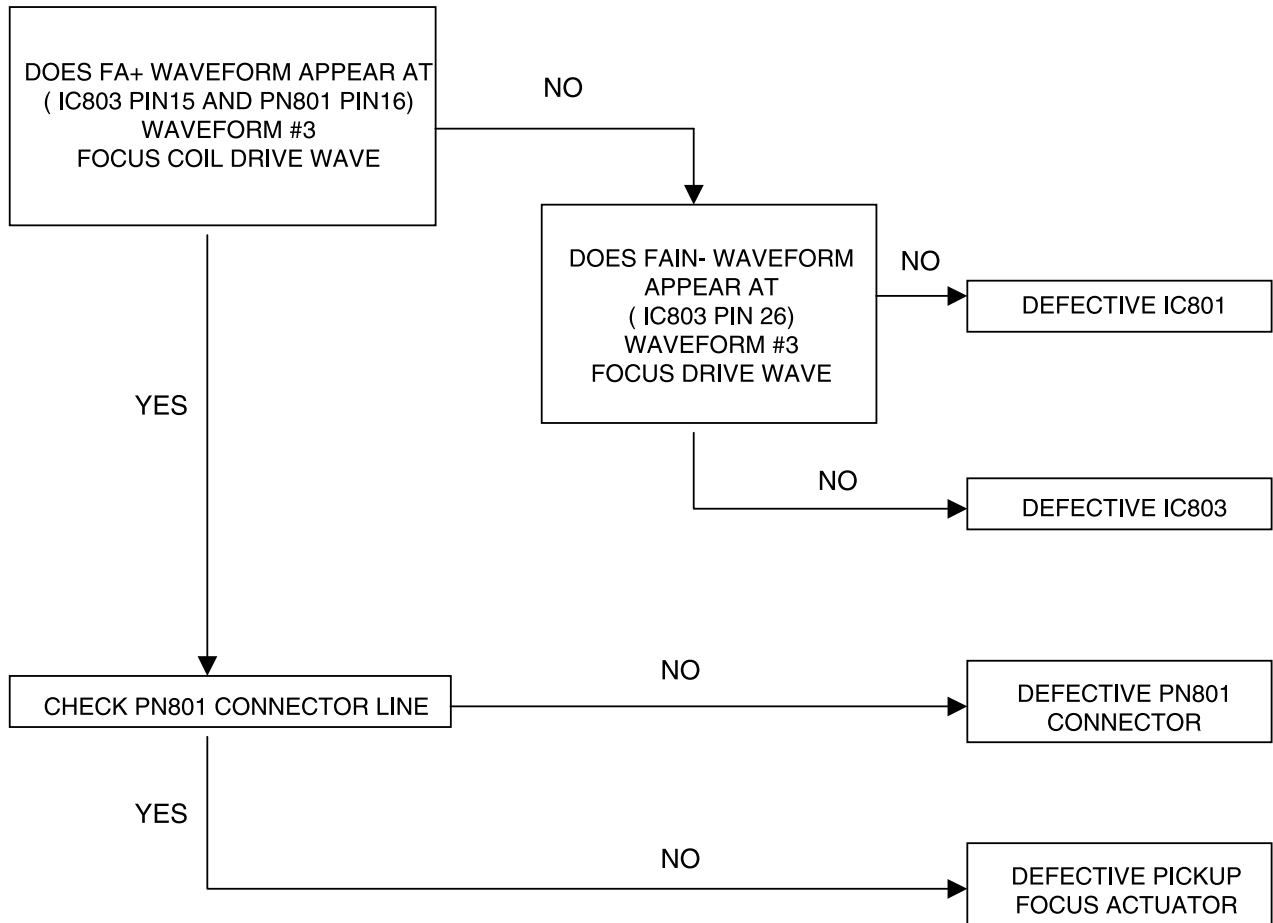 DOES FA+ WAVEFORM APPEAR AT
( IC803 PIN15 AND PN801 PIN16)
WAVEFORM #3
FOCUS COIL DRIVE WAVE
NO
DOES FAIN- WAVEFORM
APPEAR AT
( IC803 PIN 26)
WAVEFORM #3
FOCUS DRIVE WAVE
NO
DEFECTIVE IC801
YES
NO
DEFECTIVE IC803
CHECK PN801 CONNECTOR LINE
NO
DEFECTIVE PN801
CONNECTOR
YES
NO
DEFECTIVE PICKUP
FOCUS ACTUATOR